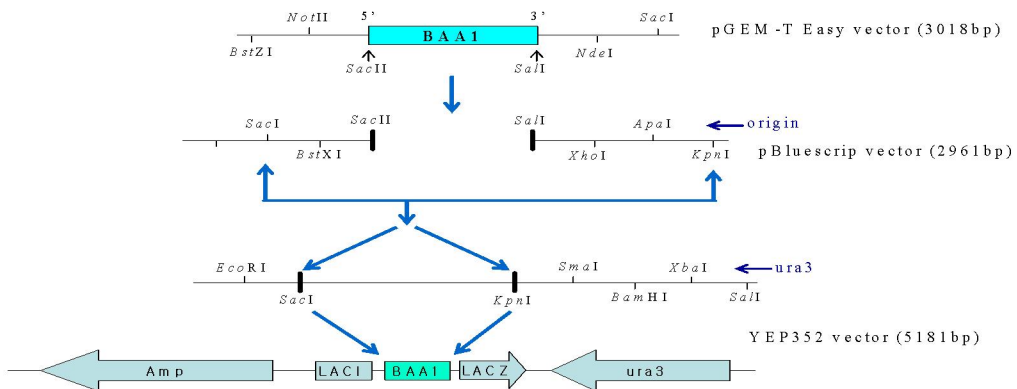 5' 3'
NotII SacI
BAA1
pGEM -T Easy vector (3018bp)
BstZI NdeI
SacII SalI
SacI SacII SalI ApaI origin
BstXI XhoI KpnI
pBluescrip vector (2961bp)
EcoRI SmaI XbaI ura3
SacI KpnI BamHI SalI
YEP352 vector (5181bp)
Amp LACI BAA1 LACZ ura3